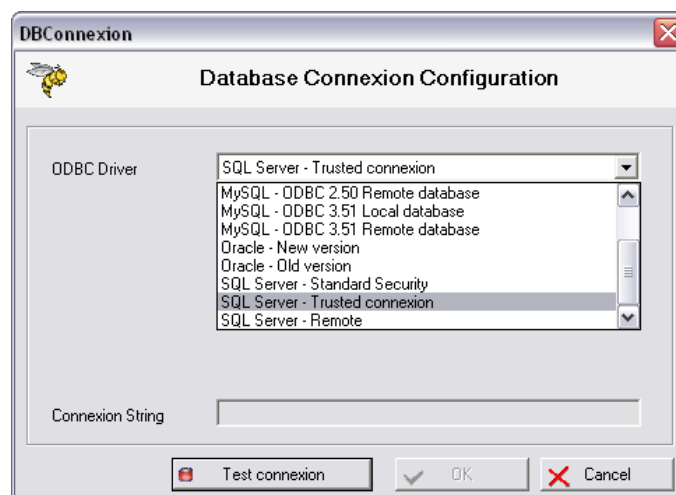 DBConnexion
Database Connexion Configuration
ODBC Driver
SQL Server - Trusted connexion
MySQL - ODBC 2.50 Remote database
MySQL - ODBC 3.51 Local database
MySQL - ODBC 3.51 Remote database
Oracle - New version
Oracle - Old version
SQL Server - Standard Security
SQL Server - Trusted connexion
SQL Server - Remote
Connexion String
Test connexion OK Cancel